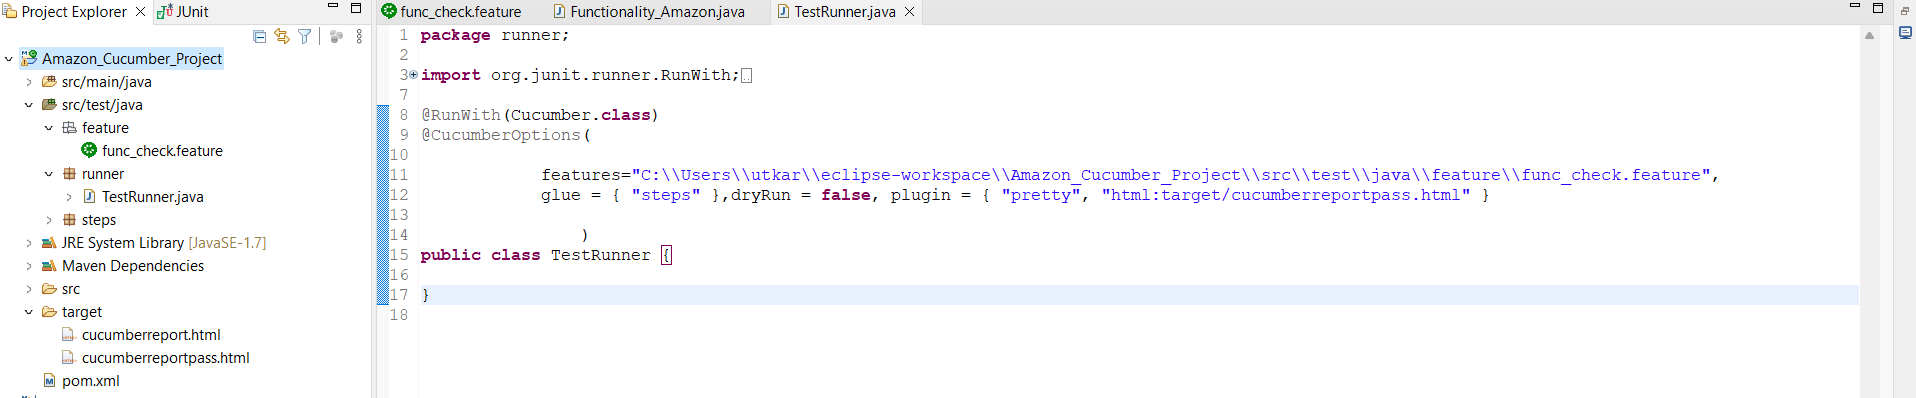 Project Explorer JUnit
Amazon_Cucumber_Project
src/main/java
src/test/java
feature
func_check.feature
runner
TestRunner.java
steps
JRE System Library [JavaSE-1.7]
Maven Dependencies
src
target
cucumberreport.html
cucumberreportpass.html
pom.xml
func_check.feature Functionality_Amazon.java TestRunner.java
1 package runner;
2
3 import org.junit.runner.RunWith;
7
8 @RunWith(Cucumber.class)
9 @CucumberOptions(
10
11 features="C:\\Users\\utkar\\eclipse-workspace\\Amazon_Cucumber_Project\\src\\test\\java\\feature\\func_check.feature",
12 glue = { "steps" },dryRun = false, plugin = { "pretty", "html:target/cucumberreportpass.html" }
13
14 )
15 public class TestRunner {
16
17 }
18